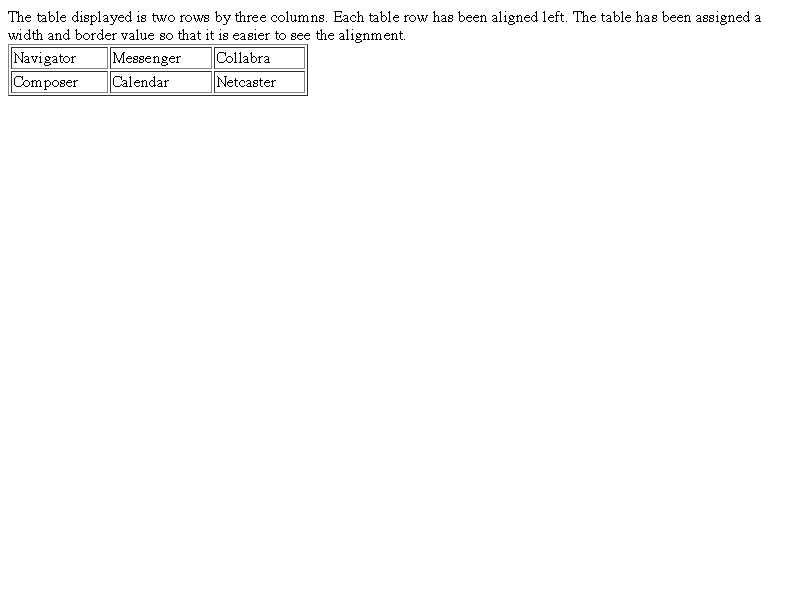 The table displayed is two rows by three columns. Each table row has been aligned left. The table has been assigned a
width and border value so that it is easier to see the alignment.
Navigator Messenger Collabra
Composer Calendar Netcaster